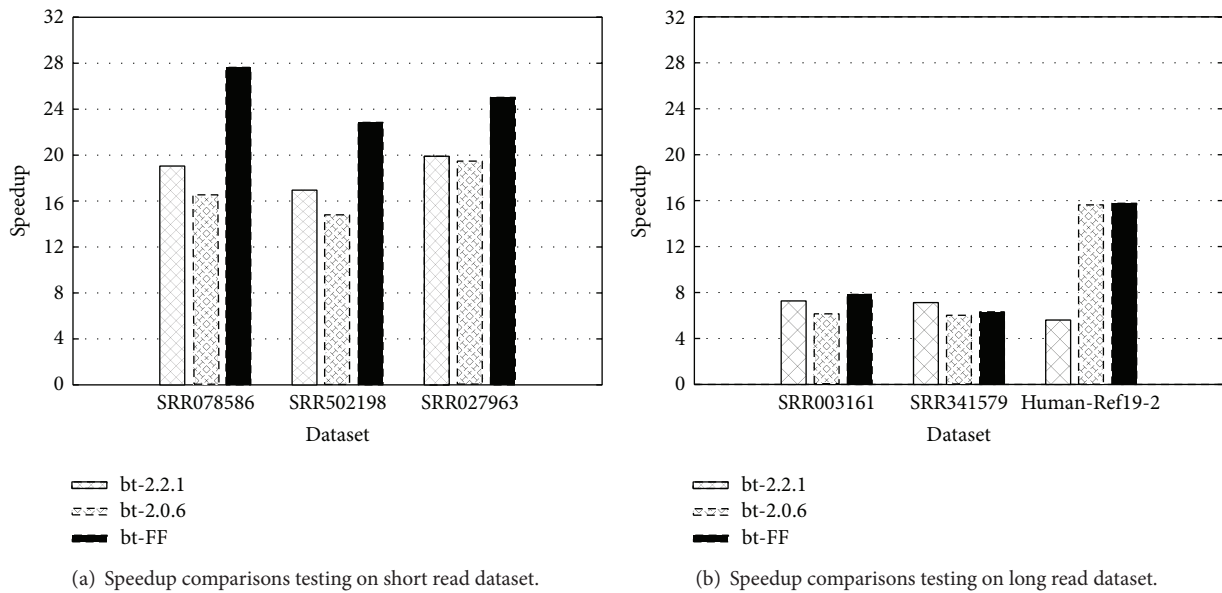 32
28
24
20
16
12
8
4
0
Speedup
SRR078586 SRR502198 SRR027963
Dataset
bt-2.2.1
bt-2.0.6
bt-FF
(a) Speedup comparisons testing on short read dataset.
32
28
24
20
16
12
8
4
0
Speedup
SRR003161 SRR341579 Human-Ref19-2
Dataset
bt-2.2.1
bt-2.0.6
bt-FF
(b) Speedup comparisons testing on long read dataset.